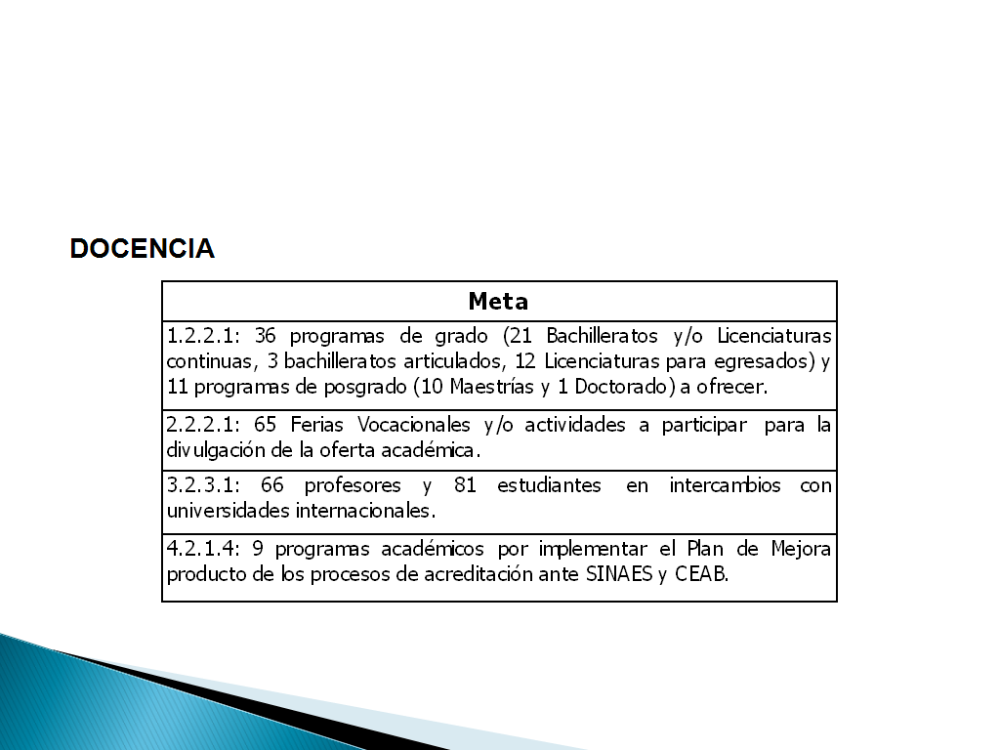 DOCENCIA
Meta
1.2.2.1: 36 programas de grado (21 Bachilleratos y/o Licenciaturas
continuas, 3 bachilleratos articulados, 12 Licenciaturas para egresados) y
11 programas de posgrado (10 Maestrías y 1 Doctorado) a ofrecer.
2.2.2.1: 65 Ferias Vocacionales y/o actividades a participar para la
divulgación de la oferta académica.
3.2.3.1: 66 profesores y 81 estudiantes en intercambios con
universidades internacionales.
4.2.1.4: 9 programas académicos por implementar el Plan de Mejora
producto de los procesos de acreditación ante SINAES y CEAB.